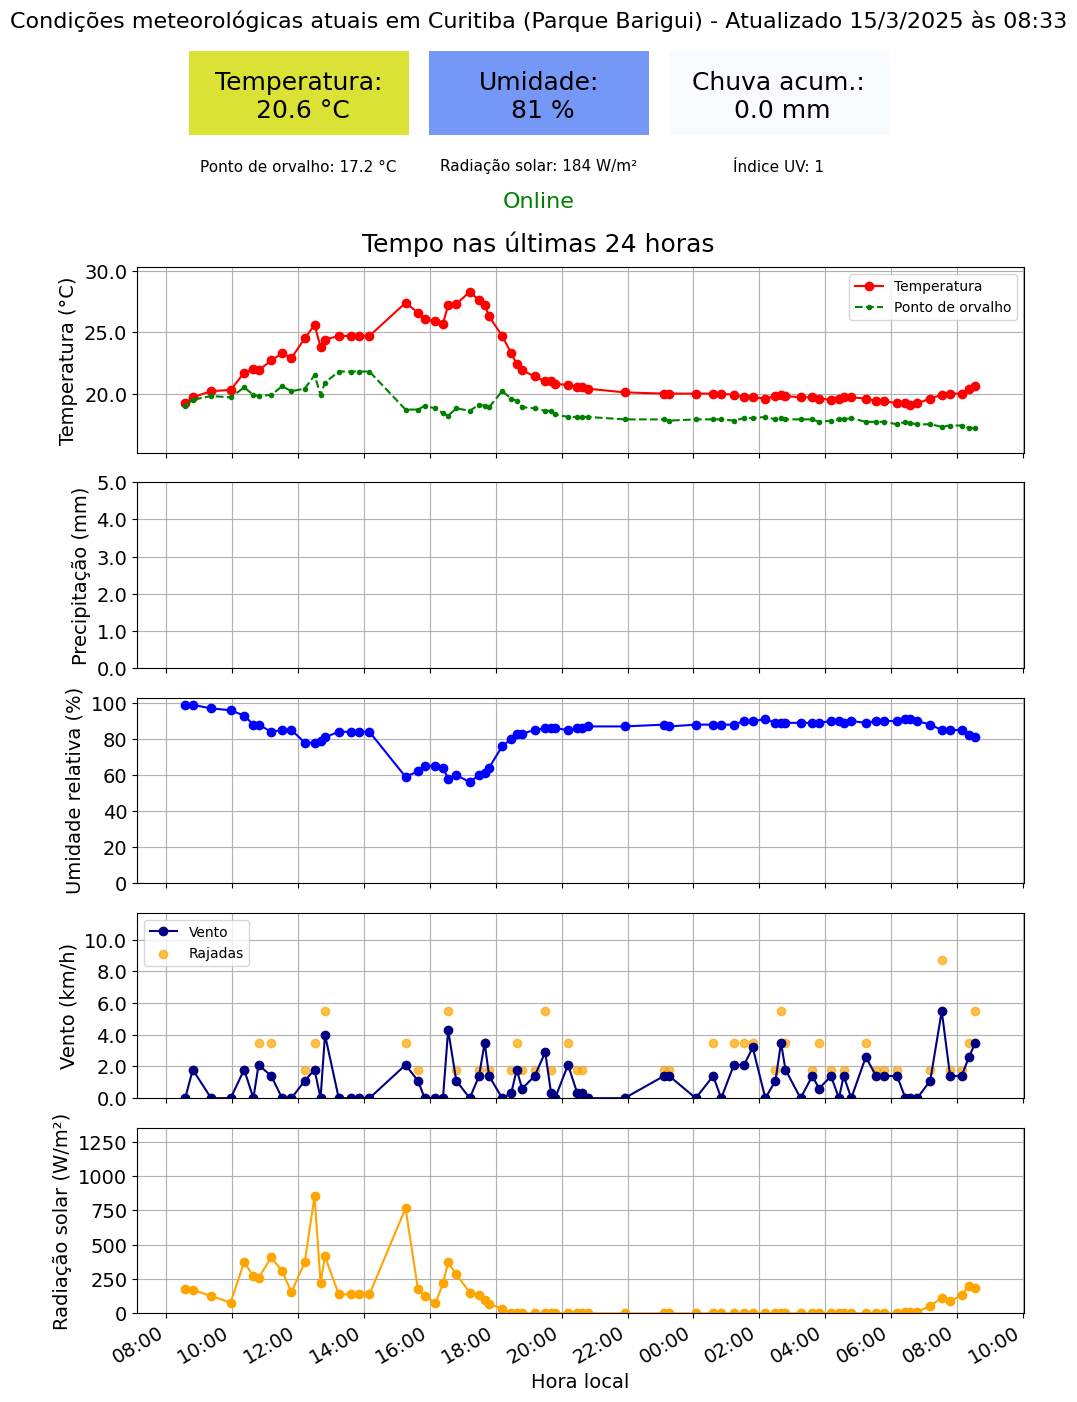 Condições meteorológicas atuais em Curitiba (Parque Barigui) - Atualizado 15/3/2025 às 08:33
Temperatura:
20.6 °C
Umidade:
81 %
Chuva acum.:
0.0 mm
Ponto de orvalho: 17.2 °C
Radiação solar: 184 W/m²
Índice UV: 1
Online
Tempo nas últimas 24 horas
Temperatura (°C)
30.0
25.0
20.0
Temperatura
Ponto de orvalho
Precipitação (mm)
5.0
4.0
3.0
2.0
1.0
0.0
Umidade relativa (%)
100
80
60
40
20
0
Vento (km/h)
10.0
8.0
6.0
4.0
2.0
0.0
Vento
Rajadas
Radiação solar (W/m²)
1250
1000
750
500
250
0
08:00
10:00
12:00
14:00
16:00
18:00
20:00
22:00
00:00
02:00
04:00
06:00
08:00
10:00
Hora local